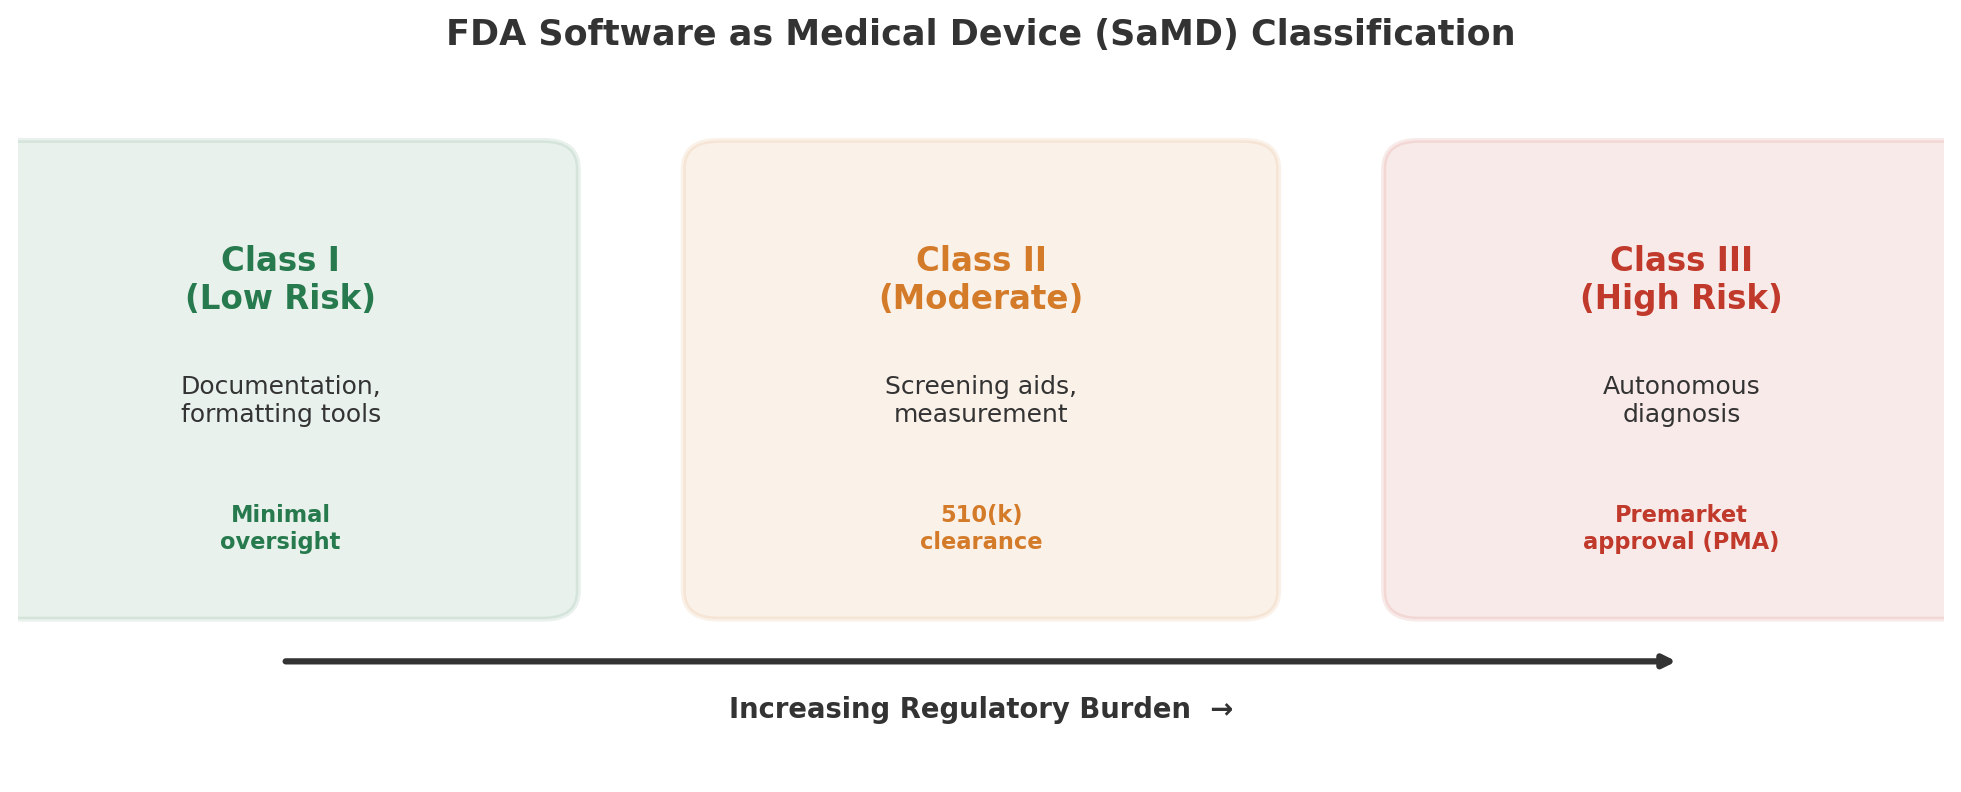 FDA Software as Medical Device (SaMD) Classification
Class I
(Low Risk)
Documentation,
formatting tools
Minimal
oversight
Class II
(Moderate)
Screening aids,
measurement
510(k)
clearance
Class III
(High Risk)
Autonomous
diagnosis
Premarket
approval (PMA)
Increasing Regulatory Burden →